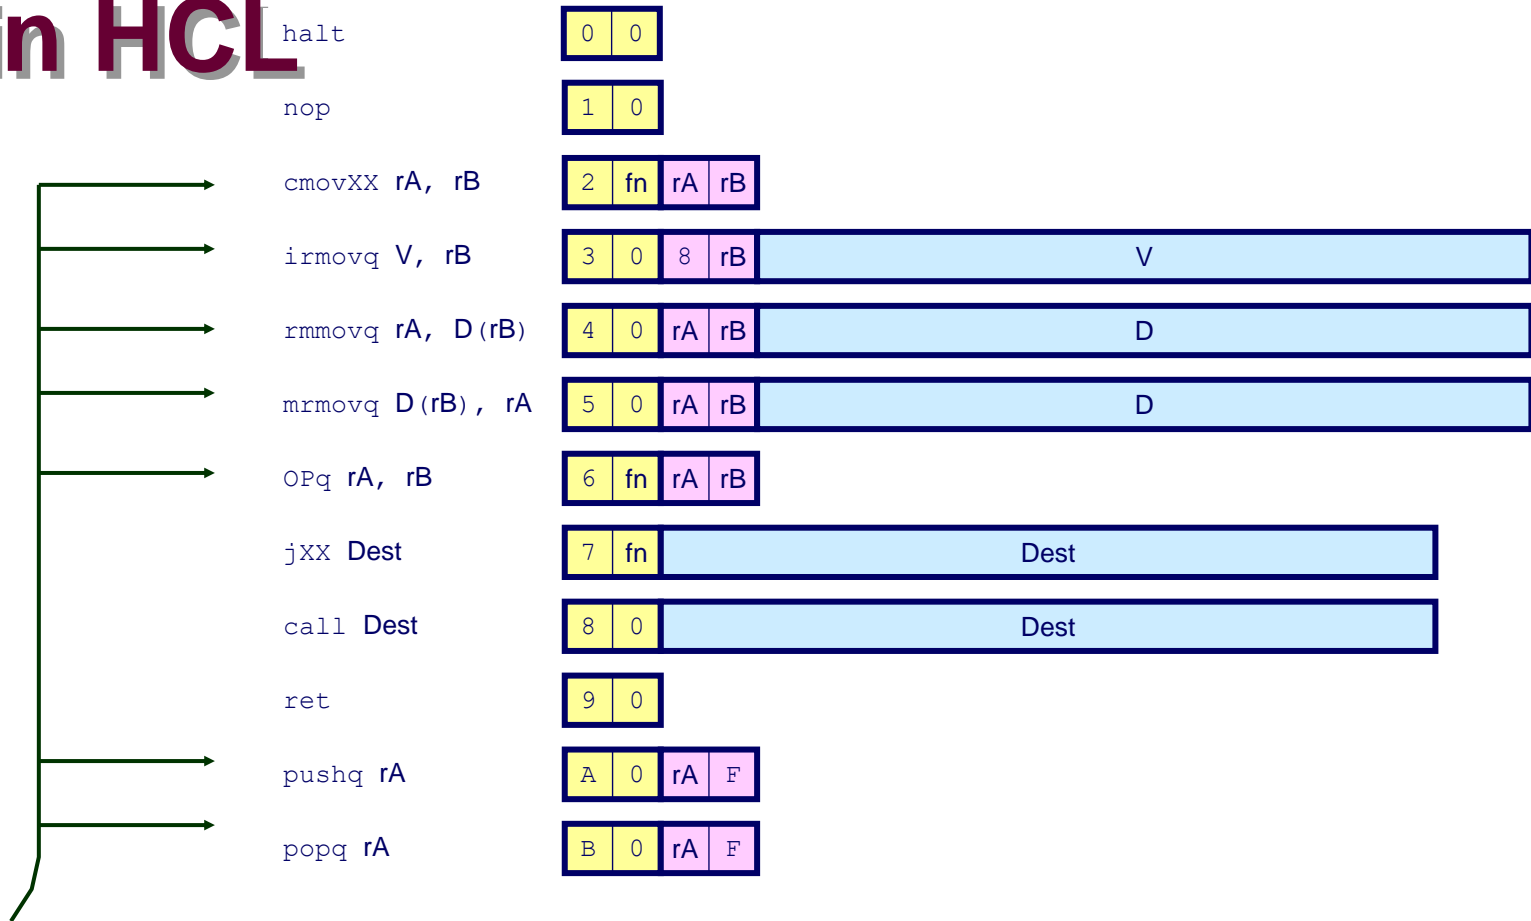 in HCL
halt 0 0
nop 1 0
cmovXX rA, rB 2 fn rA rB
irmovq V, rB 3 0 8 rB V
rmmovq rA, D(rB) 4 0 rA rB D
mrmovq D(rB), rA 5 0 rA rB D
OPq rA, rB 6 fn rA rB
jXX Dest 7 fn Dest
call Dest 8 0 Dest
ret 9 0
pushq rA A 0 rA F
popq rA B 0 rA F